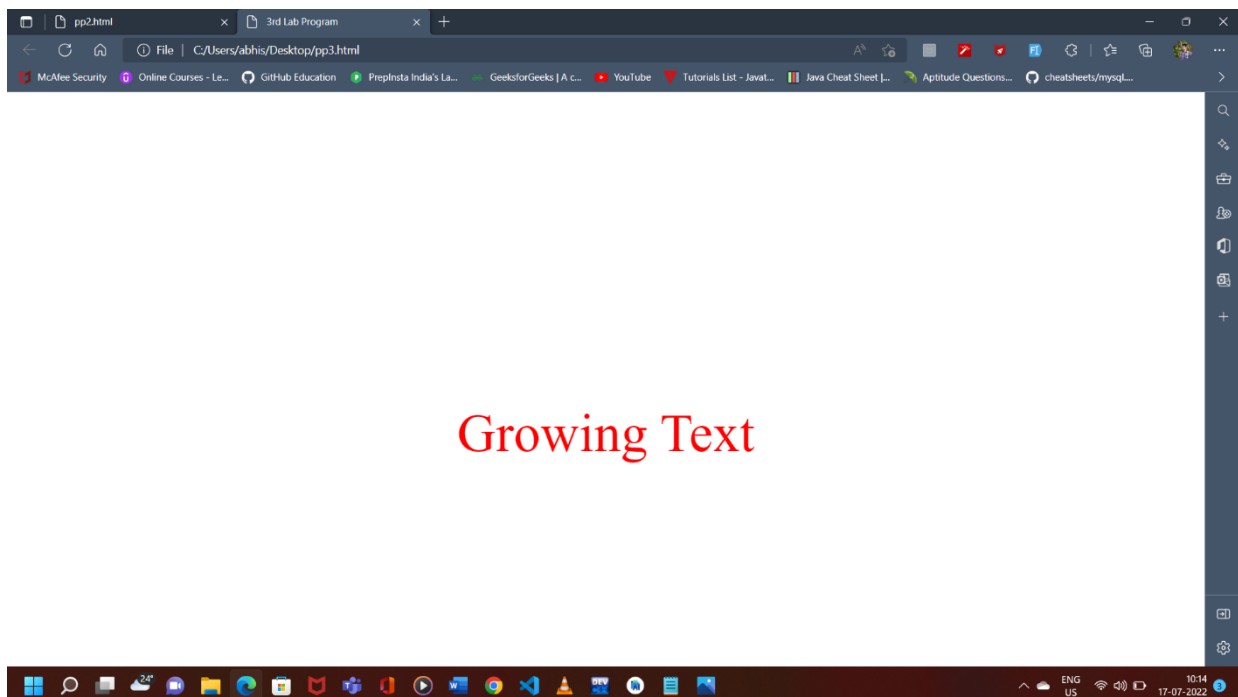 pp2.html
3rd Lab Program
File | C:/Users/abhis/Desktop/pp3.html
McAfee Security Online Courses - Le... GitHub Education PrepInsta India's La... GeeksforGeeks | A c... YouTube Tutorials List - Javat... Java Cheat Sheet |... Aptitude Questions... cheatsheets/mysql....
Growing Text
24°
DEV
ENG
US
10:14
17-07-2022
3